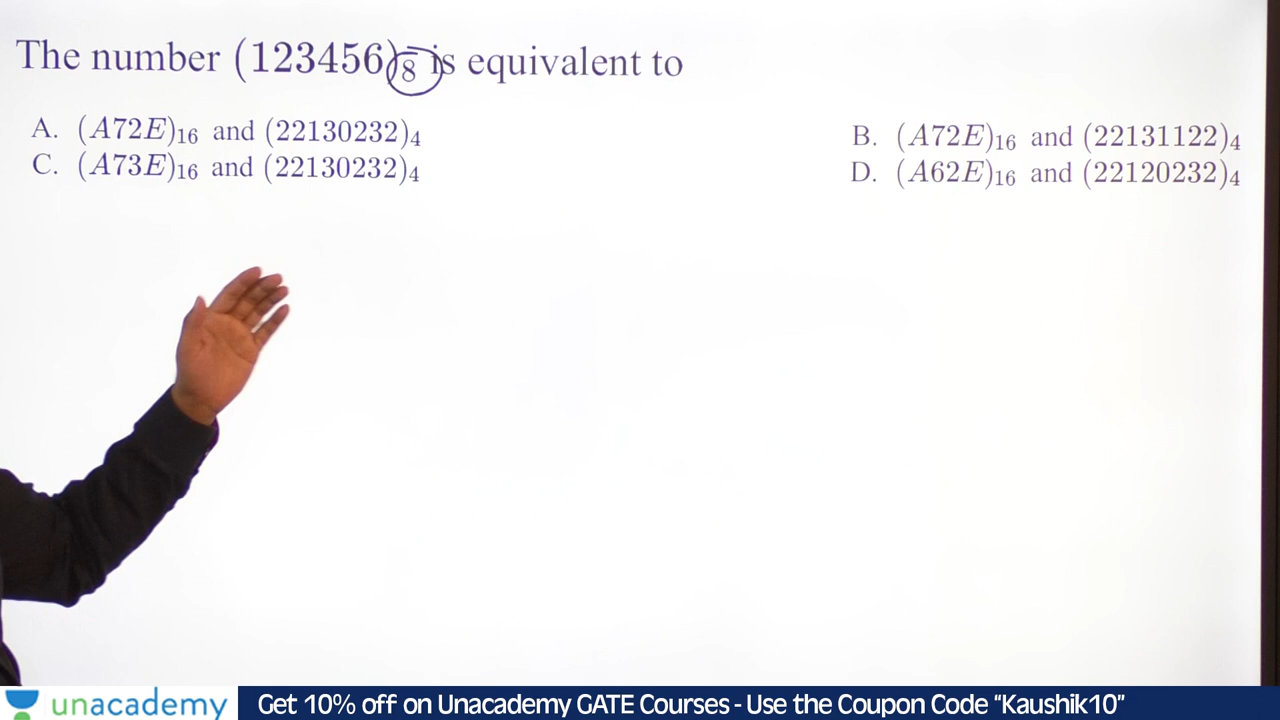 The number (123456)₈ is equivalent to
A. (A72E)₁₆ and (22130232)₄
B. (A72E)₁₆ and (22131122)₄
C. (A73E)₁₆ and (22130232)₄
D. (A62E)₁₆ and (22120232)₄
unacademy
Get 10% off on Unacademy GATE Courses - Use the Coupon Code “Kaushik10”